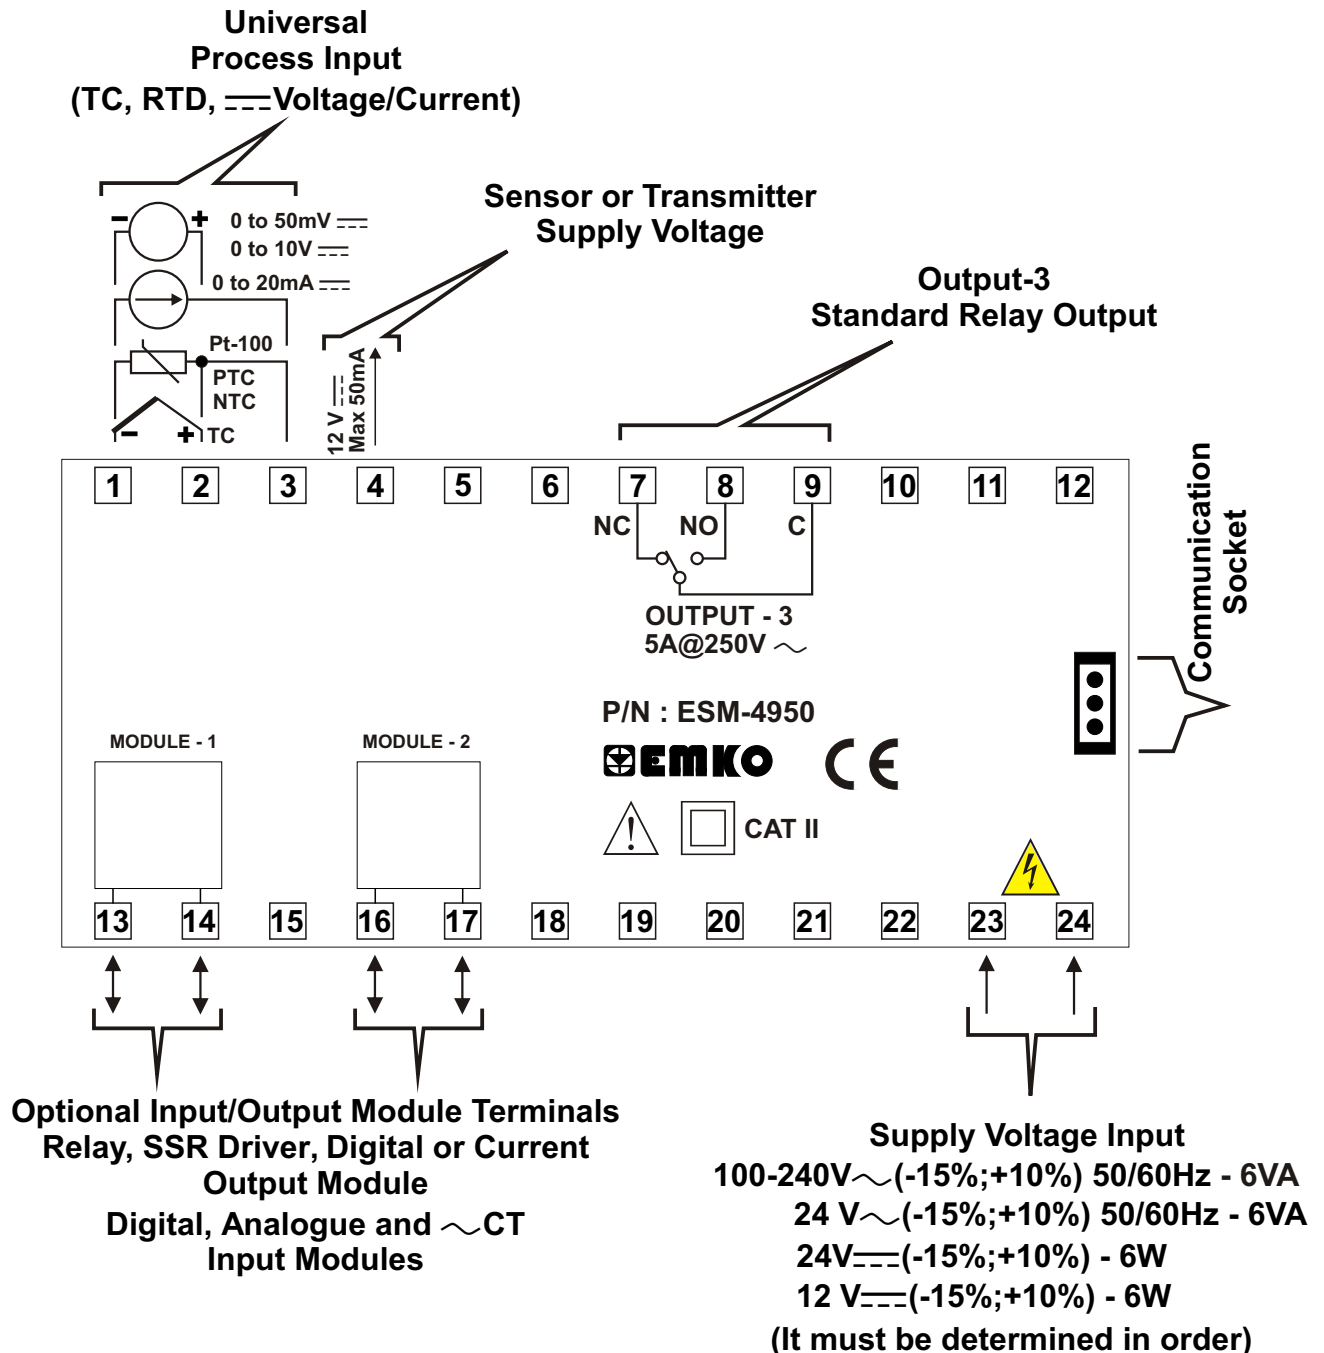 Universal
Process Input
(TC, RTD, Voltage/Current)
- + 0 to 50mV
0 to 10V
0 to 20mA
Pt-100
PTC
NTC
- + TC
Sensor or Transmitter
Supply Voltage
12 V
Max 50mA
Output-3
Standard Relay Output
1 2 3 4 5 6 7 8 9 10 11 12
NC NO C
OUTPUT - 3
5A@250V ~
Communication
Socket
P/N : ESM-4950
EMKO CE
! CAT II
MODULE - 1
MODULE - 2
13 14 15 16 17 18 19 20 21 22 23 24
Optional Input/Output Module Terminals
Relay, SSR Driver, Digital or Current
Output Module
Digital, Analogue and ~CT
Input Modules
Supply Voltage Input
100-240V~(-15%;+10%) 50/60Hz - 6VA
24 V~(-15%;+10%) 50/60Hz - 6VA
24V(-15%;+10%) - 6W
12 V(-15%;+10%) - 6W
(It must be determined in order)